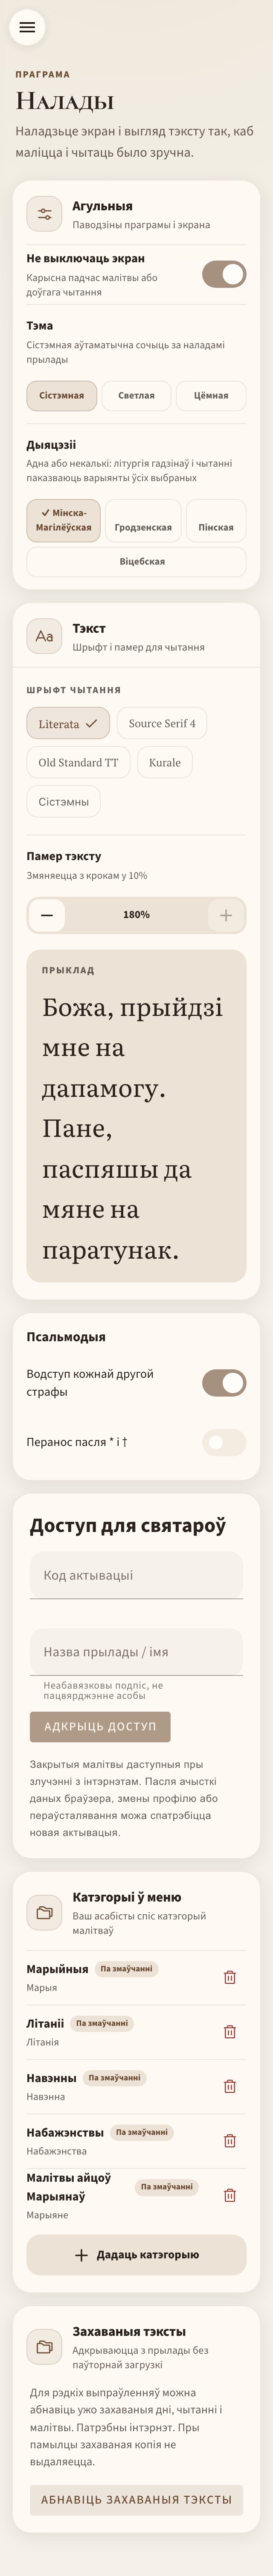 ПРАГРАМА
Налады
Наладзьце экран і выгляд тэксту так, каб
маліцца і чытаць было зручна.
Агульныя
Паводзіны праграмы і экрана
Не выключаць экран
Карысна падчас малітвы або
доўгага чытання
Тэма
Сістэмная аўтаматычна сочыць за наладамі
прылады
Сістэмная
Светлая
Цёмная
Дыяцэзіі
Адна або некалькі: літургія гадзінаў і чытанні
паказваюць варыянты ўсіх выбраных
✓ Мінска-
Магілёўская
Гродзенская
Пінская
Віцебская
Тэкст
Шрыфт і памер для чытання
ШРЫФТ ЧЫТАННЯ
Literata
Source Serif 4
Old Standard TT
Kurale
Сістэмны
Памер тэксту
Змяняецца з крокам у 10%
180%
ПРЫКЛАД
Божа, прыйдзі
мне на
дапамогу.
Пане,
паспяшы да
мяне на
паратунак.
Псальмодыя
Водступ кожнай другой
страфы
Перанос пасля * і †
Доступ для святароў
Код актывацыі
Назва прылады / імя
Неабавязковы подпіс, не
пацвярджэнне асобы
АДКРЫЦЬ ДОСТУП
Закрытыя малітвы даступныя пры
злучэнні з інтэрнэтам. Пасля ачысткі
даных браўзера, змены профілю або
пераўсталявання можа спатрэбіцца
новая актывацыя.
Катэгорыі ў меню
Ваш асабісты спіс катэгорый
малітваў
Марыйныя Па змаўчанні
Марыя
Літаніі Па змаўчанні
Літанія
Навэнны Па змаўчанні
Навэнна
Набажэнствы Па змаўчанні
Набажэнства
Малітвы айцоў
Марыянаў
Па змаўчанні
Марыяне
Дадаць катэгорыю
Захаваныя тэксты
Адкрываюцца з прылады без
паўторнай загрузкі
Для рэдкіх выпраўленняў можна
абнавіць ужо захаваныя дні, чытанні і
малітвы. Патрэбны інтэрнэт. Пры
памылцы захаваная копія не
выдаляецца.
АБНАВІЦЬ ЗАХАВАНЫЯ ТЭКСТЫ